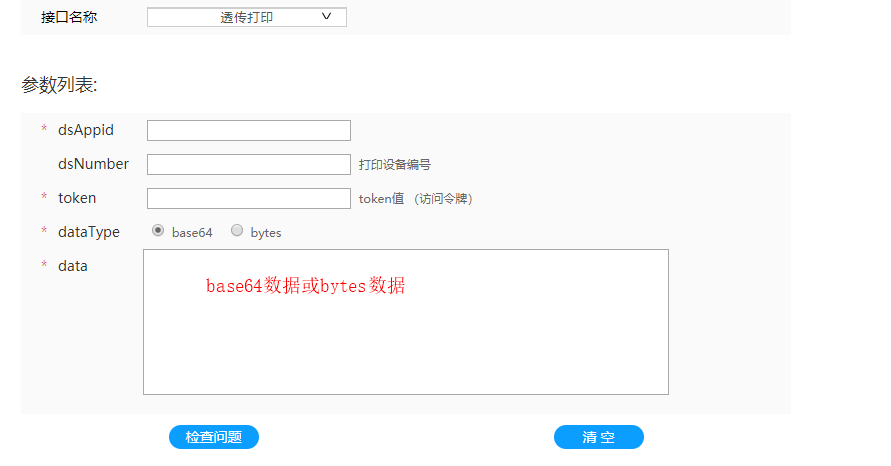 接口名称 透传打印
参数列表:
* dsAppid
dsNumber 打印设备编号
* token token值 （访问令牌）
* dataType base64 bytes
* data
base64数据或bytes数据
检查问题 清 空